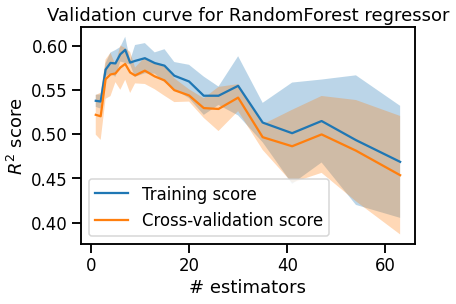 Validation curve for RandomForest regressor
R² score
0.60
0.55
0.50
0.45
0.40
Training score
Cross-validation score
0
20
40
60
# estimators